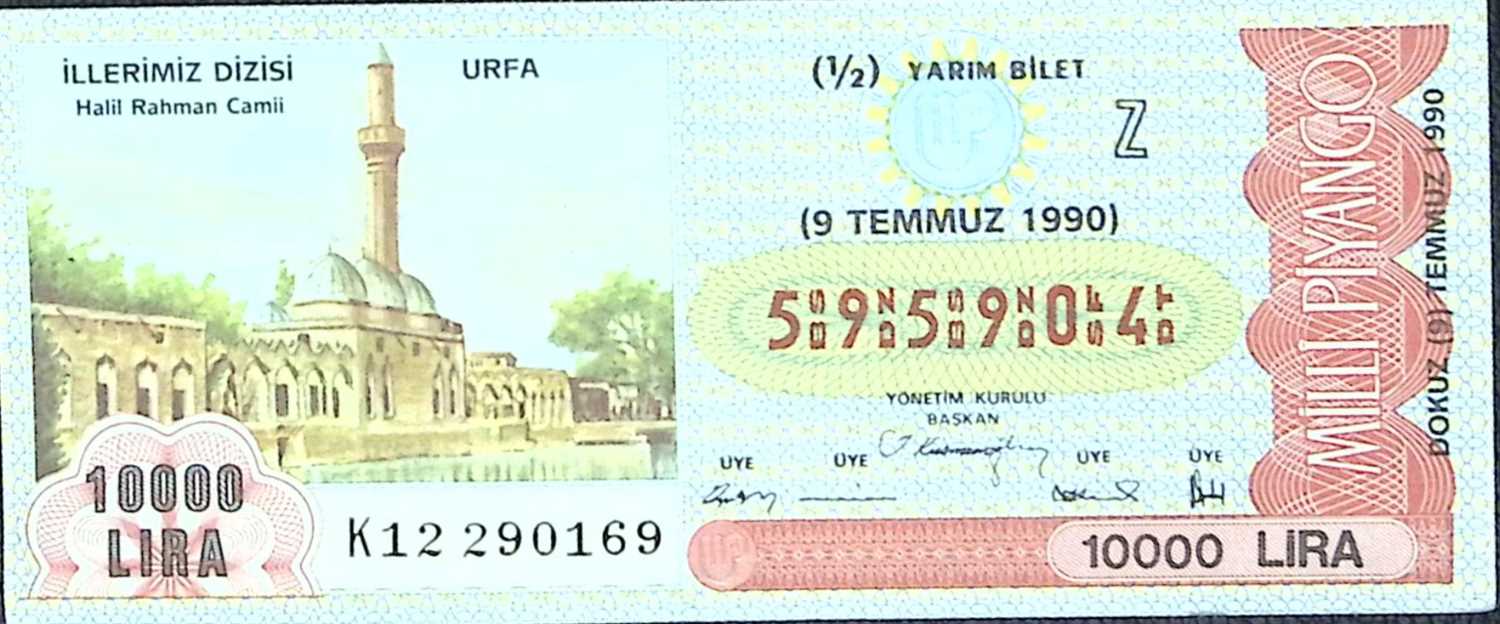 İLLERİMİZ DİZİSİ
Halil Rahman Camii
URFA
10000
LIRA
K12 290169
(½) YARIM BİLET
Z
(9 TEMMUZ 1990)
595904
YÖNETİM KURULU
BAŞKAN
ÜYE ÜYE ÜYE ÜYE
10000 LİRA
MİLLİ PİYANGO
DOKUZ (9) TEMMUZ 1990